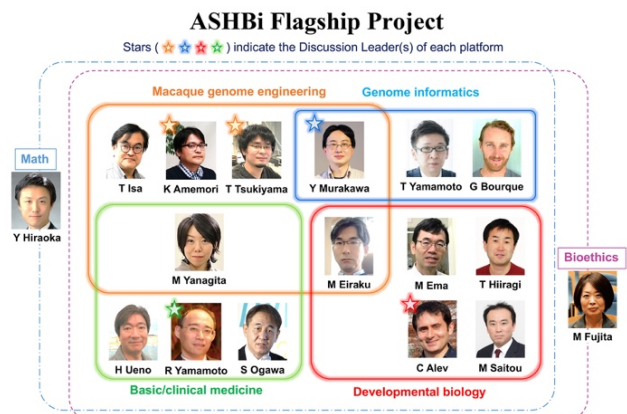 ASHBi Flagship Project
Stars ( ) indicate the Discussion Leader(s) of each platform
Macaque genome engineering
Genome informatics
Math
Y Hiraoka
T Isa
K Amemori
T Tsukiyama
Y Murakawa
T Yamamoto
G Bourque
M Yanagita
M Eiraku
M Ema
T Hiiragi
Bioethics
M Fujita
H Ueno
R Yamamoto
S Ogawa
C Alev
M Saitou
Basic/clinical medicine
Developmental biology